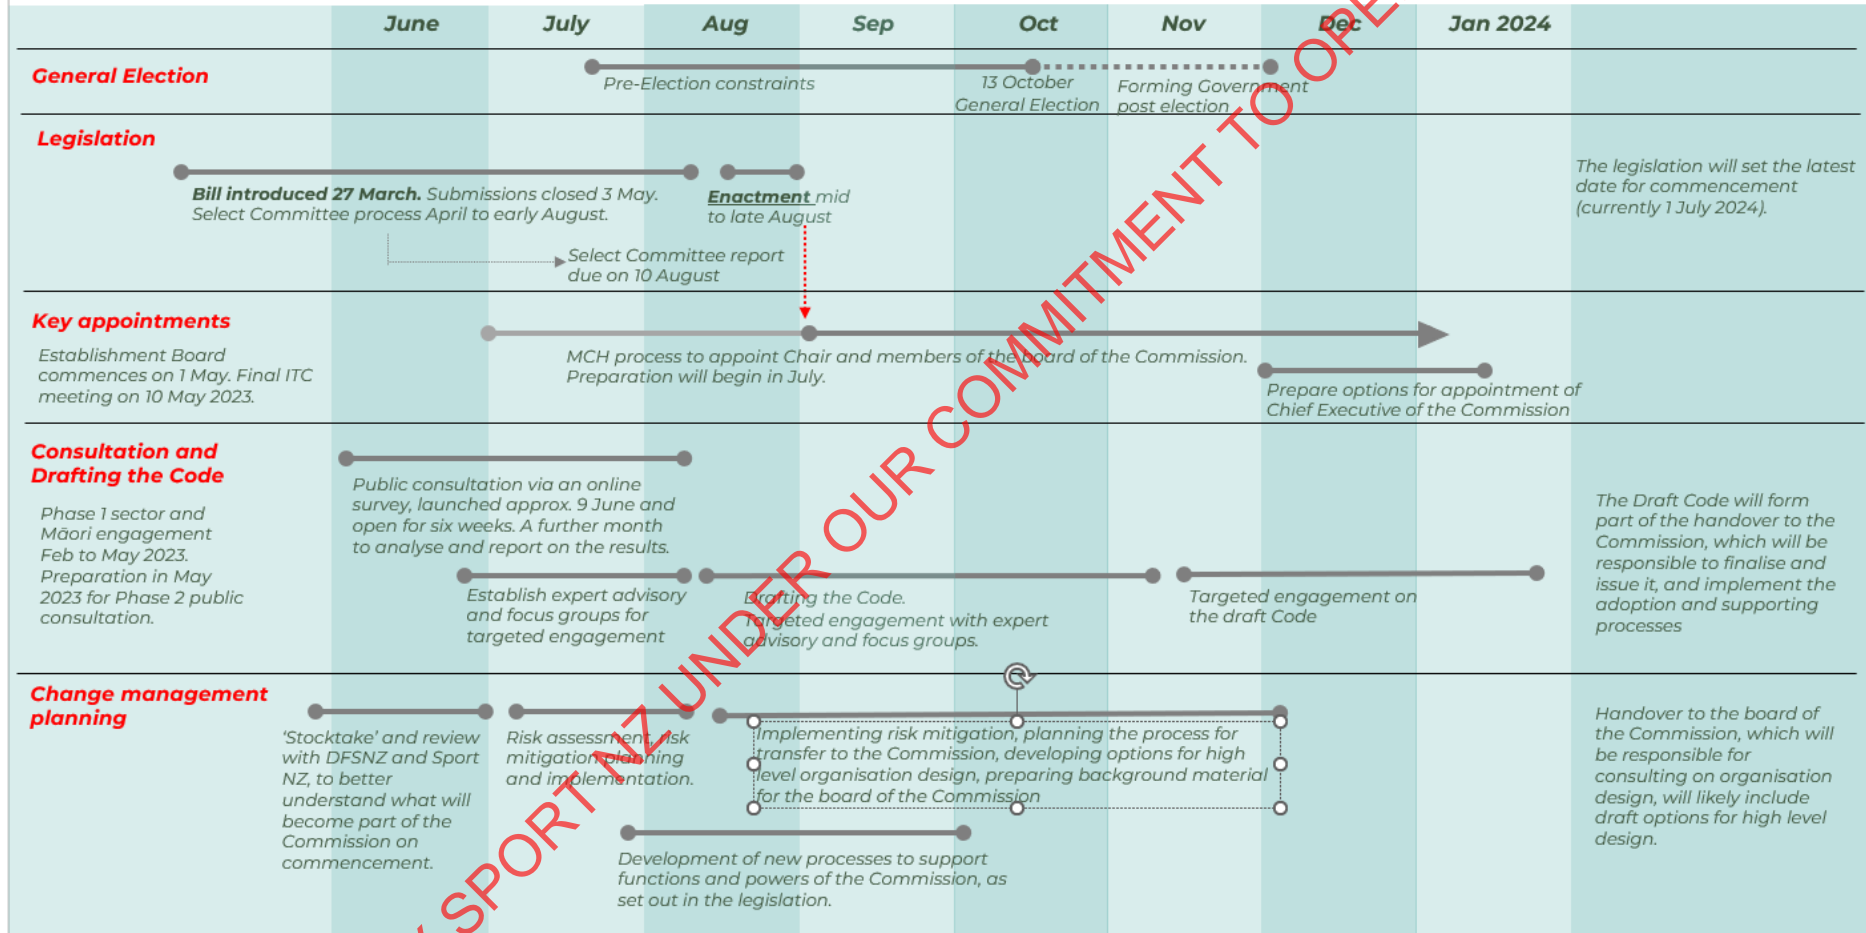 June July Aug Sep Oct Nov Dec Jan 2024
General Election
Pre-Election constraints
13 October
General Election
Forming Government
post election
Legislation
Bill introduced 27 March. Submissions closed 3 May.
Select Committee process April to early August.
Enactment mid
to late August
Select Committee report
due on 10 August
The legislation will set the latest
date for commencement
(currently 1 July 2024).
Key appointments
Establishment Board
commences on 1 May. Final ITC
meeting on 10 May 2023.
MCH process to appoint Chair and members of the board of the Commission.
Preparation will begin in July.
Prepare options for appointment of
Chief Executive of the Commission
Consultation and
Drafting the Code
Phase 1 sector and
Māori engagement
Feb to May 2023.
Preparation in May
2023 for Phase 2 public
consultation.
Public consultation via an online
survey, launched approx. 9 June and
open for six weeks. A further month
to analyse and report on the results.
Establish expert advisory
and focus groups for
targeted engagement
Drafting the Code.
Targeted engagement with expert
advisory and focus groups.
Targeted engagement on
the draft Code
The Draft Code will form
part of the handover to the
Commission, which will be
responsible to finalise and
issue it, and implement the
adoption and supporting
processes
Change management
planning
‘Stocktake’ and review
with DFSNZ and Sport
NZ, to better
understand what will
become part of the
Commission on
commencement.
Risk assessment, risk
mitigation planning
and implementation.
Implementing risk mitigation, planning the process for
transfer to the Commission, developing options for high
level organisation design, preparing background material
for the board of the Commission
Development of new processes to support
functions and powers of the Commission, as
set out in the legislation.
Handover to the board of
the Commission, which will
be responsible for
consulting on organisation
design, will likely include
draft options for high level
design.
SPORT NZ UNDER OUR COMMITMENT TO